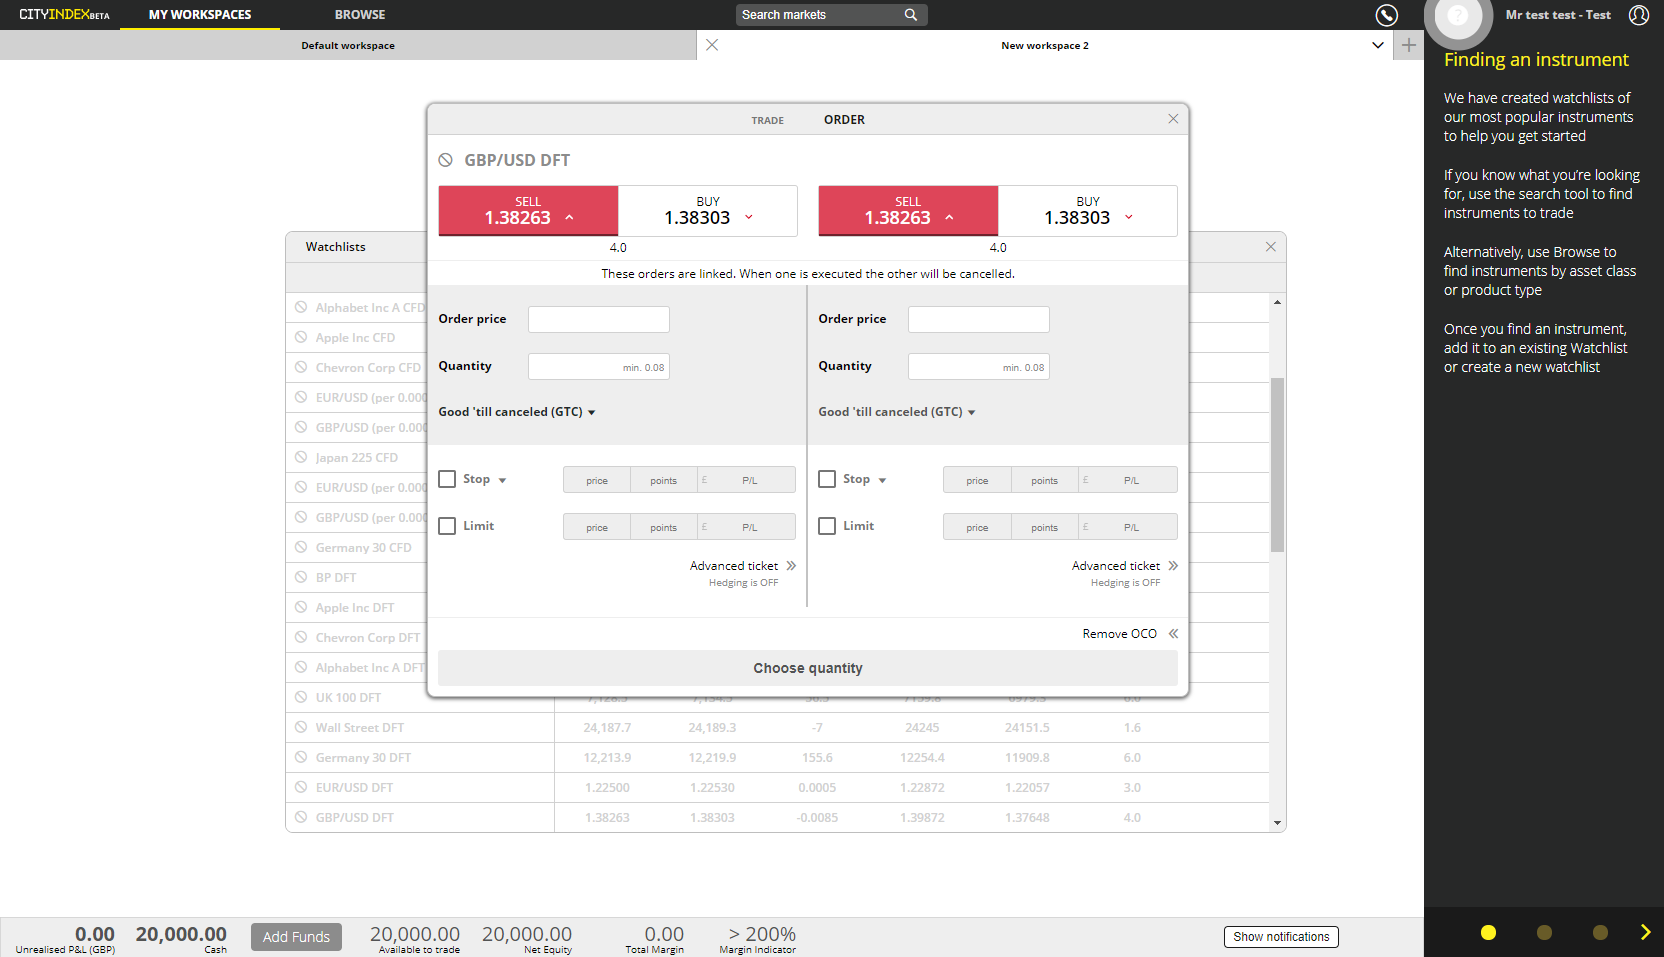 CITYINDEXBETA
MY WORKSPACES
BROWSE
Search markets
Mr test test - Test
Default workspace
New workspace 2
Finding an instrument
We have created watchlists of
our most popular instruments
to help you get started
If you know what you're looking
for, use the search tool to find
instruments to trade
Alternatively, use Browse to
find instruments by asset class
or product type
Once you find an instrument,
add it to an existing Watchlist
or create a new watchlist
TRADE ORDER
GBP/USD DFT
SELL BUY SELL BUY
1.38263 1.38303 1.38263 1.38303
4.0 4.0
These orders are linked. When one is executed the other will be cancelled.
Order price Order price
Quantity min. 0.08 Quantity min. 0.08
Good 'till canceled (GTC) Good 'till canceled (GTC)
Stop price points £ P/L Stop price points £ P/L
Limit price points £ P/L Limit price points £ P/L
Advanced ticket Advanced ticket
Hedging is OFF Hedging is OFF
Remove OCO
Choose quantity
Watchlists
Alphabet Inc A CFD
Apple Inc CFD
Chevron Corp CFD
EUR/USD (per 0.000
GBP/USD (per 0.000
Japan 225 CFD
EUR/USD (per 0.000
GBP/USD (per 0.000
Germany 30 CFD
BP DFT
Apple Inc DFT
Chevron Corp DFT
Alphabet Inc A DFT
UK 100 DFT
Wall Street DFT 24,187.7 24,189.3 -7 24245 24151.5 1.6
Germany 30 DFT 12,213.9 12,219.9 155.6 12254.4 11909.8 6.0
EUR/USD DFT 1.22500 1.22530 0.0005 1.22872 1.22057 3.0
GBP/USD DFT 1.38263 1.38303 -0.0085 1.39872 1.37648 4.0
0.00 20,000.00 Add Funds 20,000.00 20,000.00 0.00 > 200%
Unrealised P&L (GBP) Cash Available to trade Net Equity Total Margin Margin Indicator
Show notifications